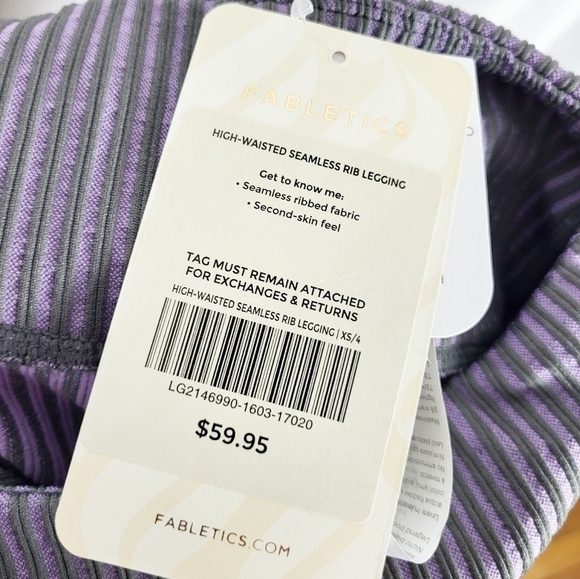 FABLETICS
HIGH-WAISTED SEAMLESS RIB LEGGING
Get to know me:
• Seamless ribbed fabric
• Second-skin feel
TAG MUST REMAIN ATTACHED
FOR EXCHANGES & RETURNS
HIGH-WAISTED SEAMLESS RIB LEGGING | XS/4
LG2146990-1603-17020
$59.95
FABLETICS.COM